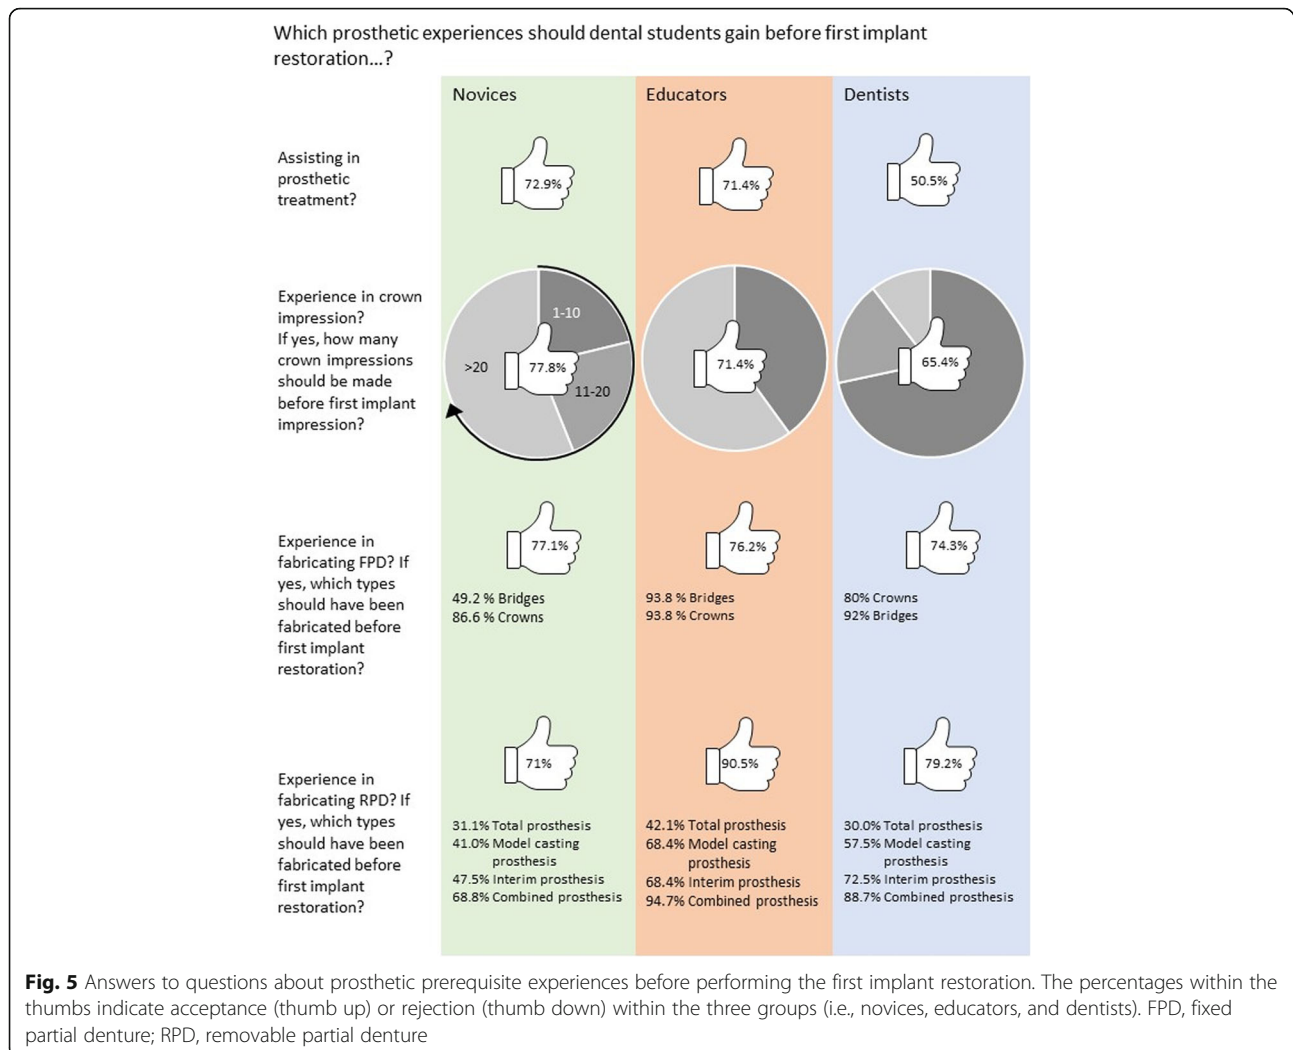 Which prosthetic experiences should dental students gain before first implant
restoration...?
Novices
Educators
Dentists
Assisting in
prosthetic
treatment?
72.9%
71.4%
50.5%
Experience in crown
impression?
If yes, how many
crown impressions
should be made
before first implant
impression?
1-10
>20
77.8%
11-20
71.4%
65.4%
Experience in
fabricating FPD? If
yes, which types
should have been
fabricated before
first implant
restoration?
77.1%
49.2 % Bridges
86.6 % Crowns
76.2%
93.8 % Bridges
93.8 % Crowns
74.3%
80% Crowns
92% Bridges
Experience in
fabricating RPD? If
yes, which types
should have been
fabricated before
first implant
restoration?
71%
31.1% Total prosthesis
41.0% Model casting
prosthesis
47.5% Interim prosthesis
68.8% Combined prosthesis
90.5%
42.1% Total prosthesis
68.4% Model casting
prosthesis
68.4% Interim prosthesis
94.7% Combined prosthesis
79.2%
30.0% Total prosthesis
57.5% Model casting
prosthesis
72.5% Interim prosthesis
88.7% Combined prosthesis
Fig. 5 Answers to questions about prosthetic prerequisite experiences before performing the first implant restoration. The percentages within the
thumbs indicate acceptance (thumb up) or rejection (thumb down) within the three groups (i.e., novices, educators, and dentists). FPD, fixed
partial denture; RPD, removable partial denture